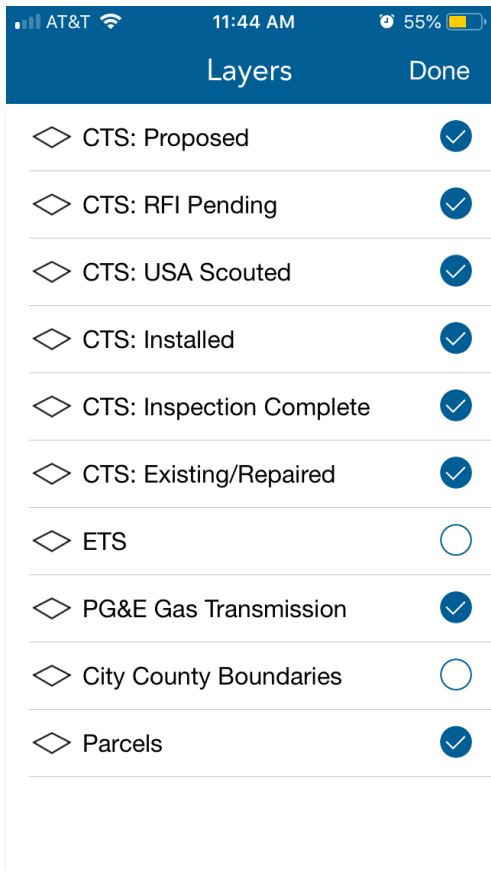 AT&T 11:44 AM 55%
Layers Done
CTS: Proposed
CTS: RFI Pending
CTS: USA Scouted
CTS: Installed
CTS: Inspection Complete
CTS: Existing/Repaired
ETS
PG&E Gas Transmission
City County Boundaries
Parcels